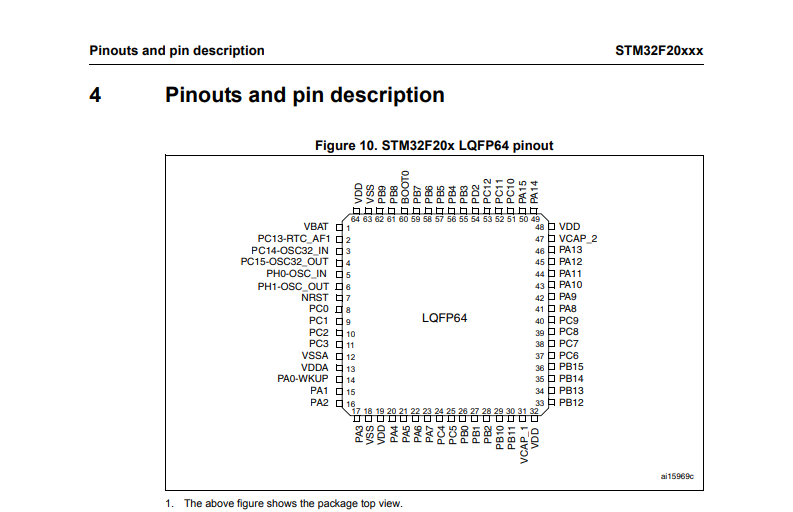 Pinouts and pin description STM32F20xxx
4 Pinouts and pin description
Figure 10. STM32F20x LQFP64 pinout
VDD VSS PB9 PB8 BOOT0 PB7 PB6 PB5 PB4 PB3 PD2 PC12 PC11 PC10 PA15 PA14
64 63 62 61 60 59 58 57 56 55 54 53 52 51 50 49
VBAT 1 48 VDD
PC13-RTC_AF1 2 47 VCAP_2
PC14-OSC32_IN 3 46 PA13
PC15-OSC32_OUT 4 45 PA12
PH0-OSC_IN 5 44 PA11
PH1-OSC_OUT 6 43 PA10
NRST 7 42 PA9
PC0 8 41 PA8
PC1 9 LQFP64 40 PC9
PC2 10 39 PC8
PC3 11 38 PC7
VSSA 12 37 PC6
VDDA 13 36 PB15
PA0-WKUP 14 35 PB14
PA1 15 34 PB13
PA2 16 33 PB12
17 18 19 20 21 22 23 24 25 26 27 28 29 30 31 32
PA3 VSS VDD PA4 PA5 PA6 PA7 PC4 PC5 PB0 PB1 PB2 PB10 PB11 VCAP_1 VDD
ai15969c
1. The above figure shows the package top view.